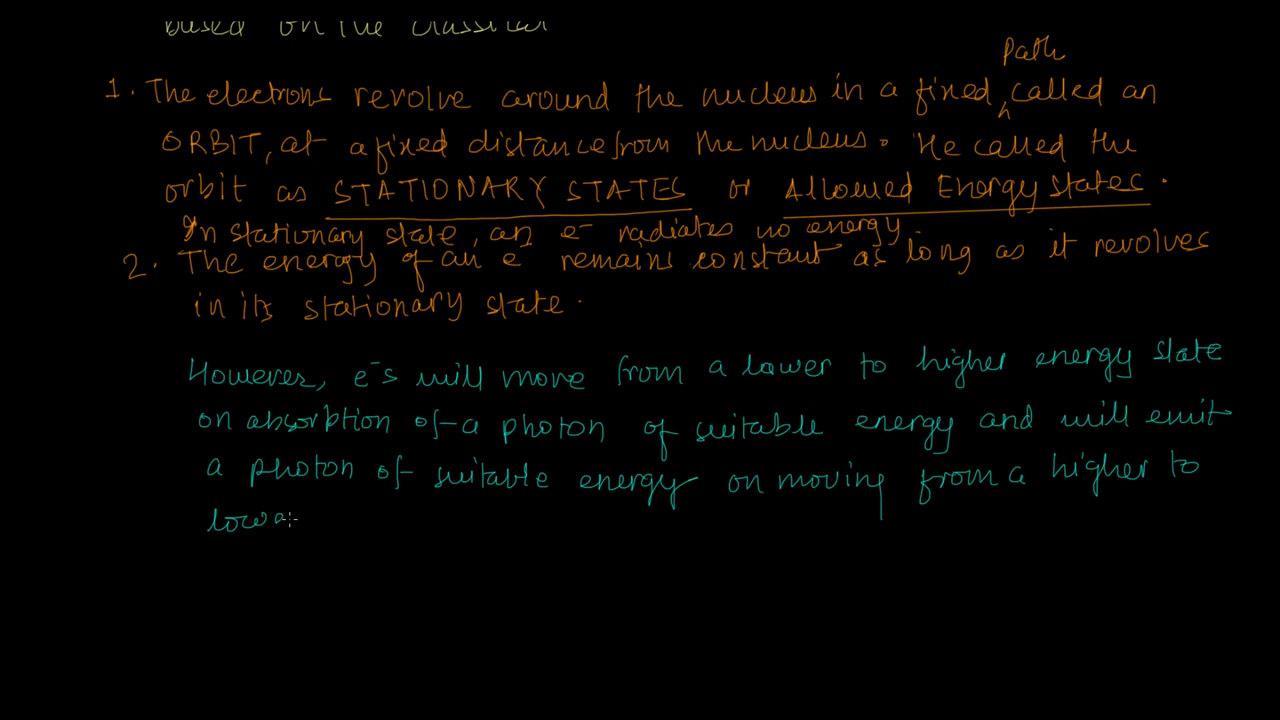 based on the classical
Path
1. The electrons revolve around the nucleus in a fixed called an
ORBIT, at a fixed distance from the nucleus. He called the
orbit as STATIONARY STATES or Allowed Energy States.
In stationary state, an e⁻ radiates no energy.
2. The energy of an e⁻ remains constant as long as it revolves
in its stationary state.
However, e⁻s will move from a lower to higher energy state
on absorption of a photon of suitable energy and will emit
a photon of suitable energy on moving from a higher to